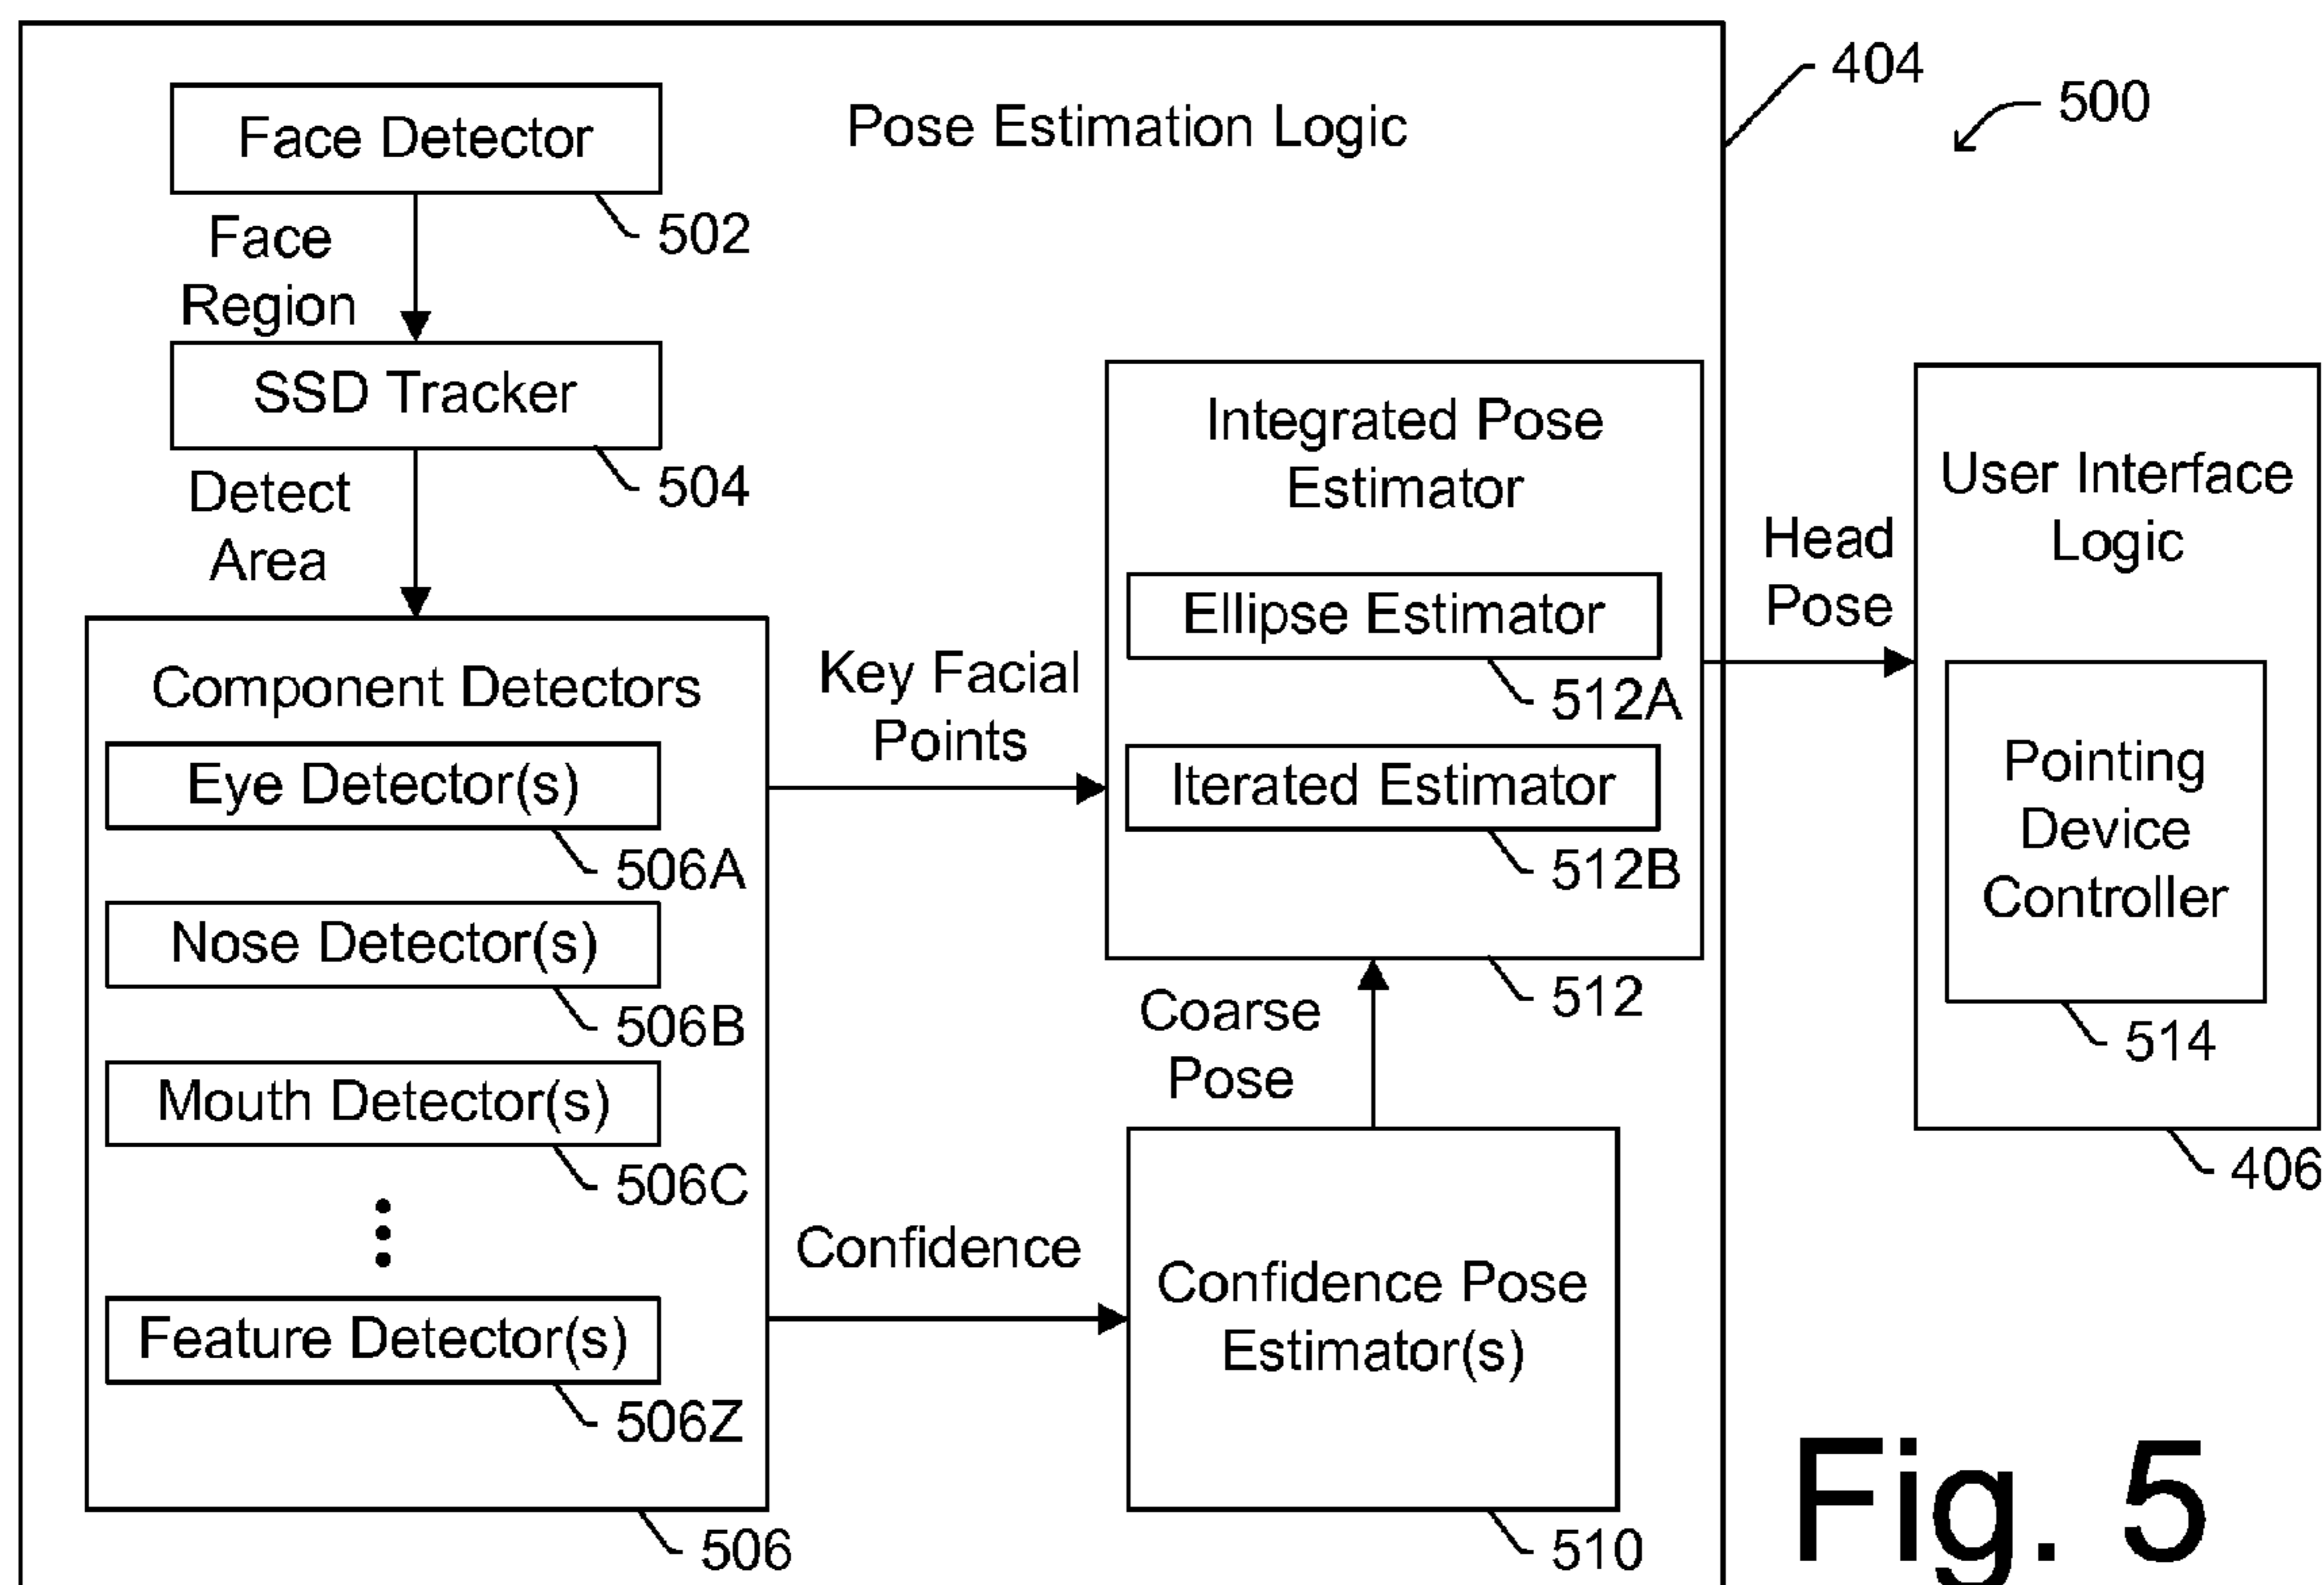 Pose Estimation Logic
404
500
Face Detector
502
Face
Region
SSD Tracker
504
Detect
Area
Component Detectors
Eye Detector(s)
506A
Nose Detector(s)
506B
Mouth Detector(s)
506C
Feature Detector(s)
506Z
506
Key Facial
Points
Confidence
Integrated Pose
Estimator
Ellipse Estimator
512A
Iterated Estimator
512B
512
Coarse
Pose
Confidence Pose
Estimator(s)
510
Head
Pose
User Interface
Logic
Pointing
Device
Controller
514
406
Fig. 5